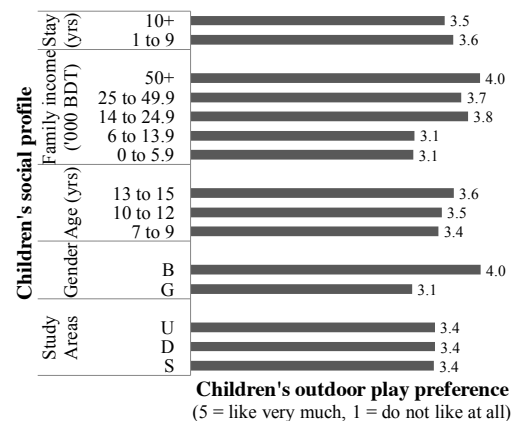 Children's social profile
Stay
(yrs)
10+ 3.5
1 to 9 3.6
Family income
('000 BDT)
50+ 4.0
25 to 49.9 3.7
14 to 24.9 3.8
6 to 13.9 3.1
0 to 5.9 3.1
Age (yrs)
13 to 15 3.6
10 to 12 3.5
7 to 9 3.4
Gender
B 4.0
G 3.1
Study
Areas
U 3.4
D 3.4
S 3.4
Children's outdoor play preference
(5 = like very much, 1 = do not like at all)